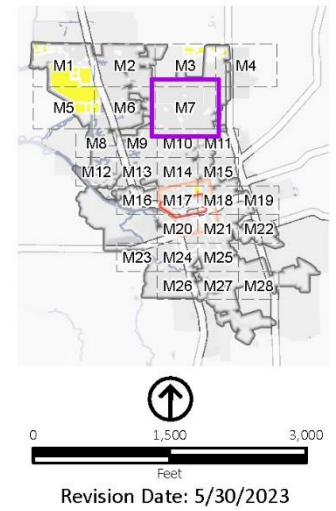 M1 M2 M3 M4
M5 M6 M7
M8 M9 M10 M11
M12 M13 M14 M15
M16 M17 M18 M19
M20 M21 M22
M23 M24 M25
M26 M27 M28
0 1,500 3,000
Feet
Revision Date: 5/30/2023